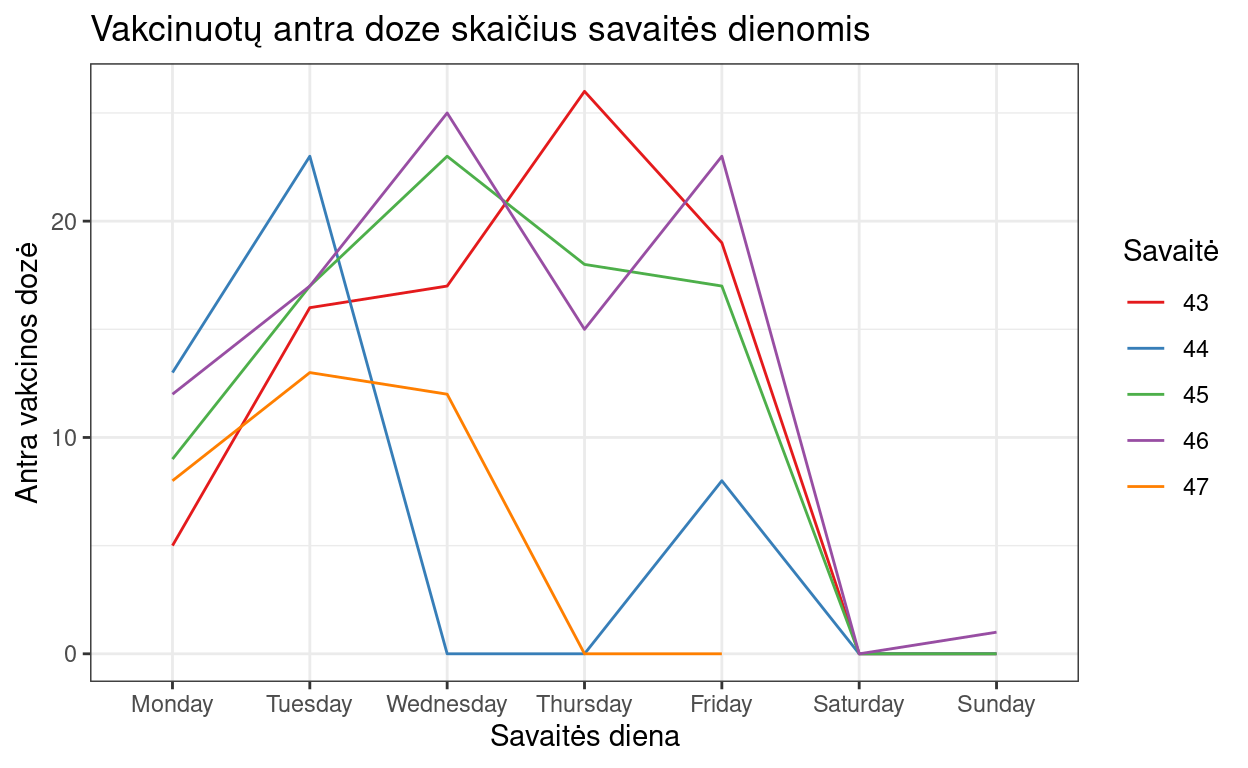 Vakcinuotų antra doze skaičius savaitės dienomis
Antra vakcinos dozė
20
10
0
Monday Tuesday Wednesday Thursday Friday Saturday Sunday
Savaitės diena
Savaitė
43
44
45
46
47